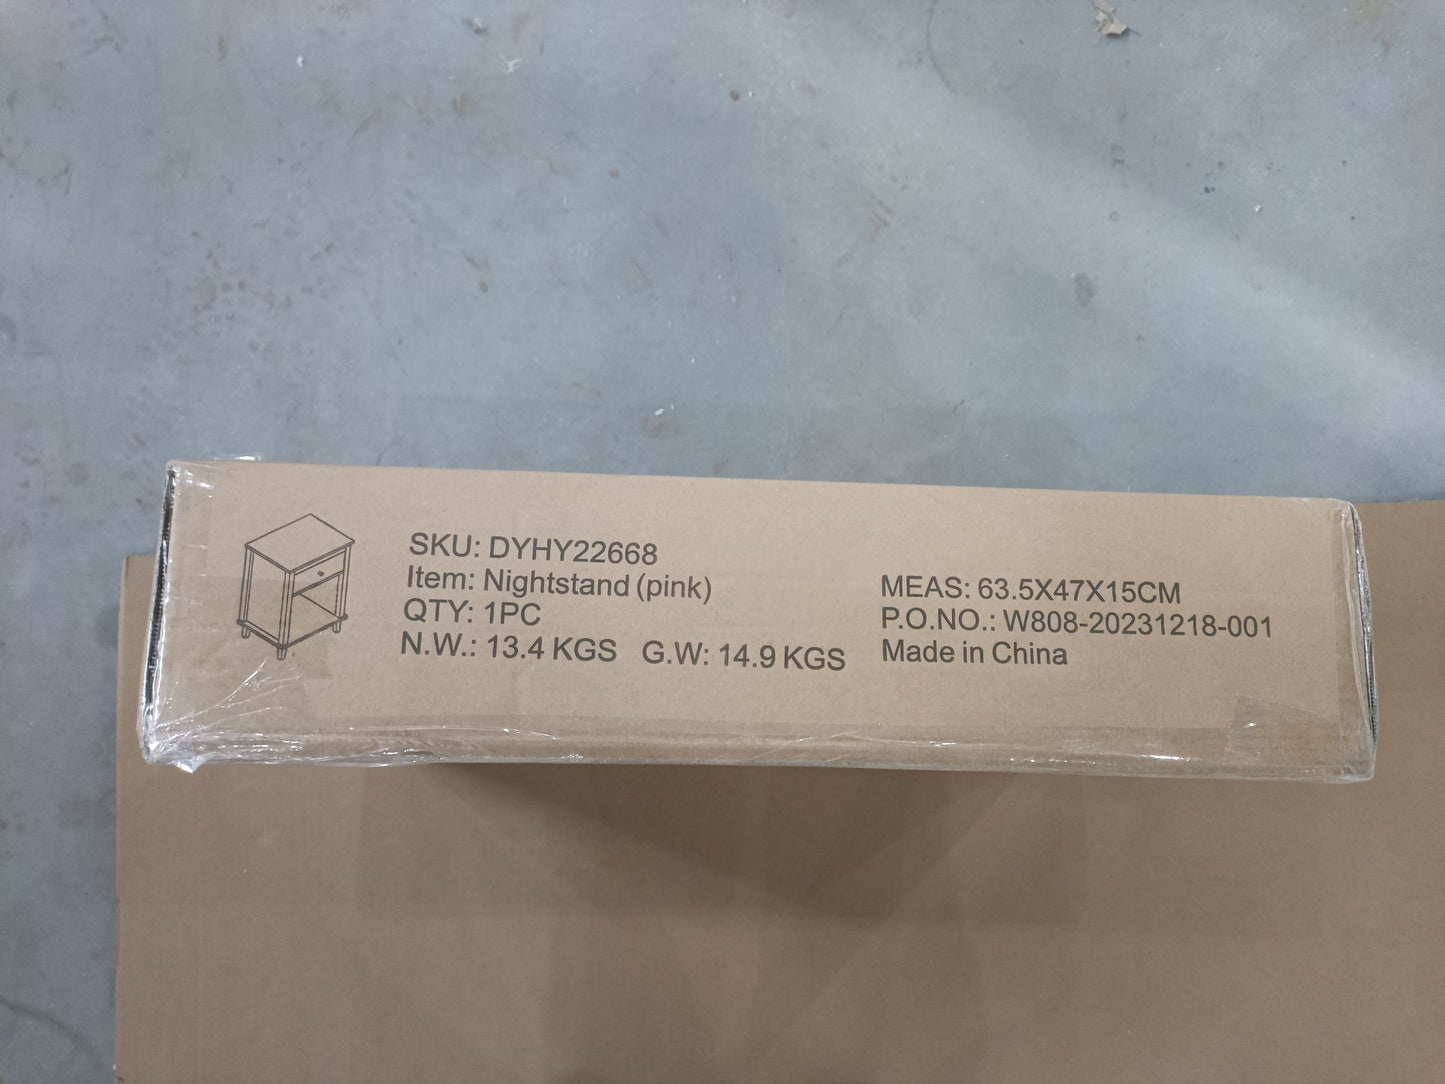 SKU: DYHY22668
Item: Nightstand (pink)
QTY: 1PC
N.W.: 13.4 KGS G.W: 14.9 KGS
MEAS: 63.5X47X15CM
P.O.NO.: W808-20231218-001
Made in China